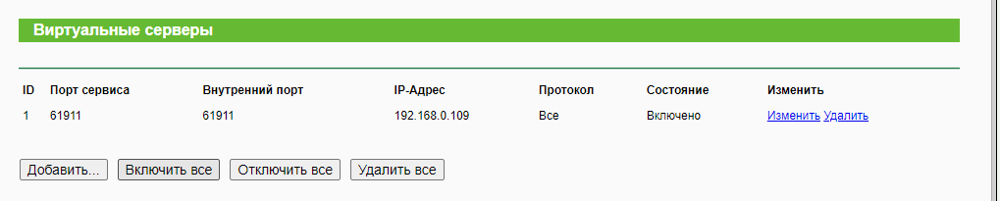 Виртуальные серверы
ID Порт сервиса Внутренний порт IP-Адрес Протокол Состояние Изменить
1 61911 61911 192.168.0.109 Все Включено Изменить Удалить
Добавить... Включить все Отключить все Удалить все